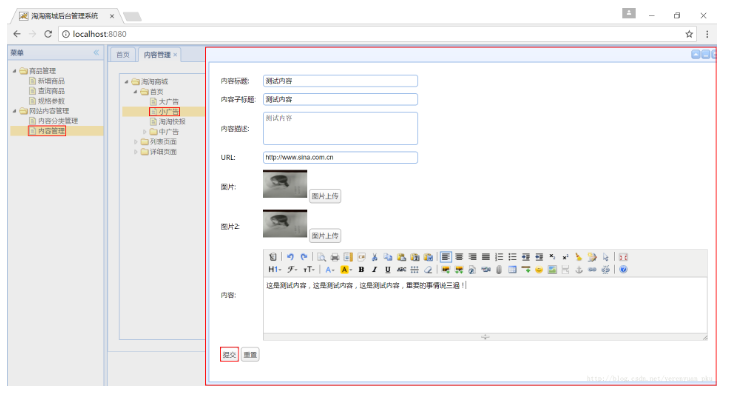 淘淘商城后台管理系统
localhost:8080
菜单
首页
内容管理
商品管理
新增商品
查询商品
规格参数
网站内容管理
内容分类管理
内容管理
淘淘商城
首页
大广告
小广告
淘淘快报
中广告
列表页面
详细页面
内容标题:
测试内容
内容子标题:
测试内容
内容描述:
测试内容
URL:
http://www.sina.com.cn
图片:
图片上传
图片2:
图片上传
内容:
这是测试内容，这是测试内容，这是测试内容，重要的事情说三遍！
提交
重置